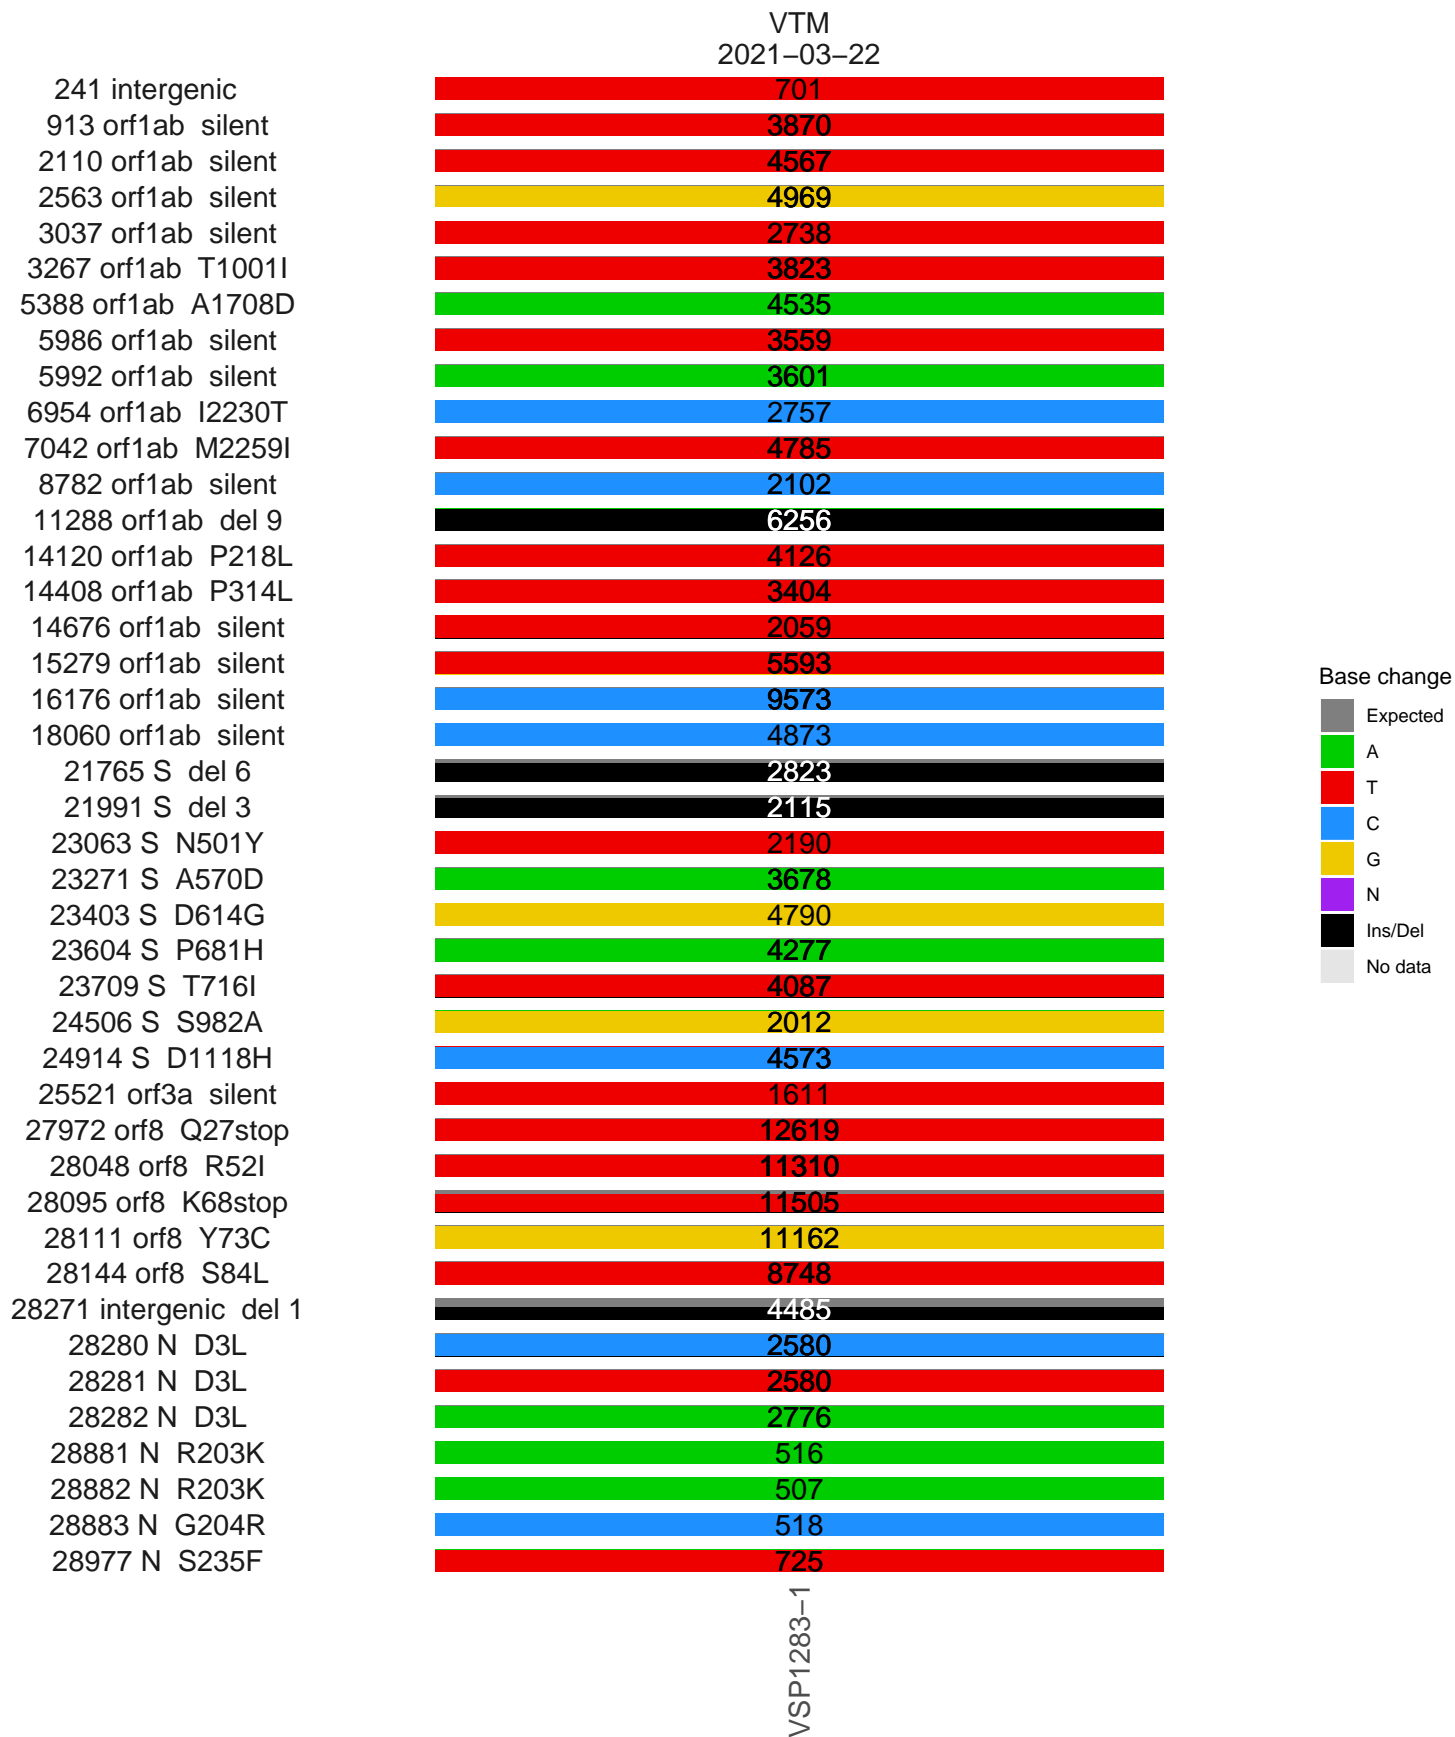 VTM
2021−03−22
241 intergenic 701
913 orf1ab silent 3870
2110 orf1ab silent 4567
2563 orf1ab silent 4969
3037 orf1ab silent 2738
3267 orf1ab T1001I 3823
5388 orf1ab A1708D 4535
5986 orf1ab silent 3559
5992 orf1ab silent 3601
6954 orf1ab I2230T 2757
7042 orf1ab M2259I 4785
8782 orf1ab silent 2102
11288 orf1ab del 9 6256
14120 orf1ab P218L 4126
14408 orf1ab P314L 3404
14676 orf1ab silent 2059
15279 orf1ab silent 5593
16176 orf1ab silent 9573
18060 orf1ab silent 4873
21765 S del 6 2823
21991 S del 3 2115
23063 S N501Y 2190
23271 S A570D 3678
23403 S D614G 4790
23604 S P681H 4277
23709 S T716I 4087
24506 S S982A 2012
24914 S D1118H 4573
25521 orf3a silent 1611
27972 orf8 Q27stop 12619
28048 orf8 R52I 11310
28095 orf8 K68stop 11505
28111 orf8 Y73C 11162
28144 orf8 S84L 8748
28271 intergenic del 1 4485
28280 N D3L 2580
28281 N D3L 2580
28282 N D3L 2776
28881 N R203K 516
28882 N R203K 507
28883 N G204R 518
28977 N S235F 725
VSP1283−1
Base change
Expected
A
T
C
G
N
Ins/Del
No data